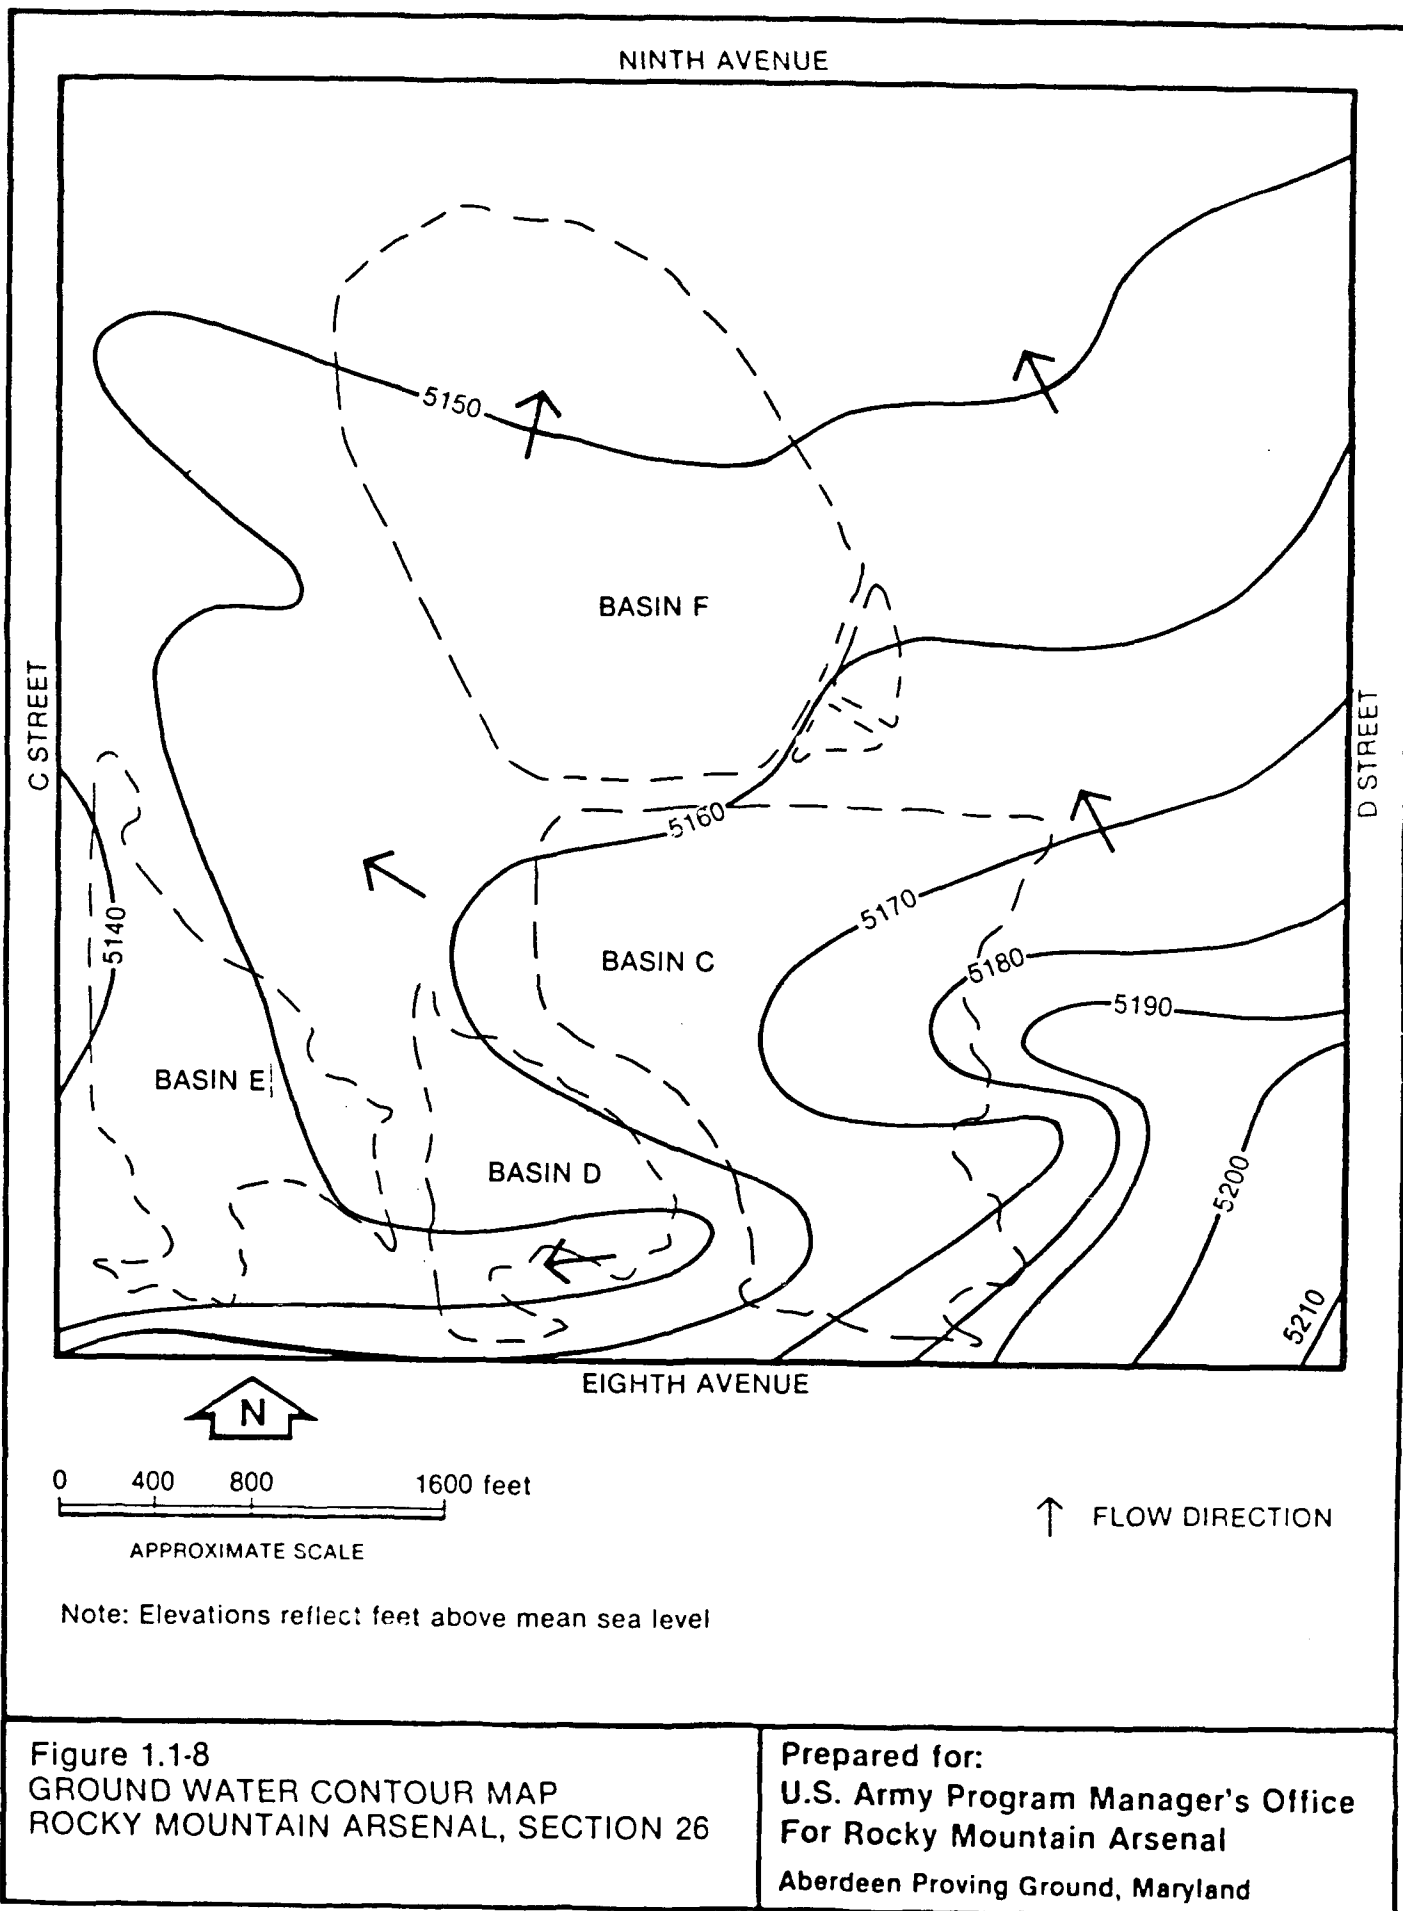 NINTH AVENUE
5150
BASIN F
C STREET
D STREET
5160
5170
5140
BASIN C
5180
5190
BASIN E
BASIN D
5200
5210
EIGHTH AVENUE
N
0 400 800 1600 feet
APPROXIMATE SCALE
FLOW DIRECTION
Note: Elevations reflect feet above mean sea level
Figure 1.1-8
GROUND WATER CONTOUR MAP
ROCKY MOUNTAIN ARSENAL, SECTION 26
Prepared for:
U.S. Army Program Manager's Office
For Rocky Mountain Arsenal
Aberdeen Proving Ground, Maryland